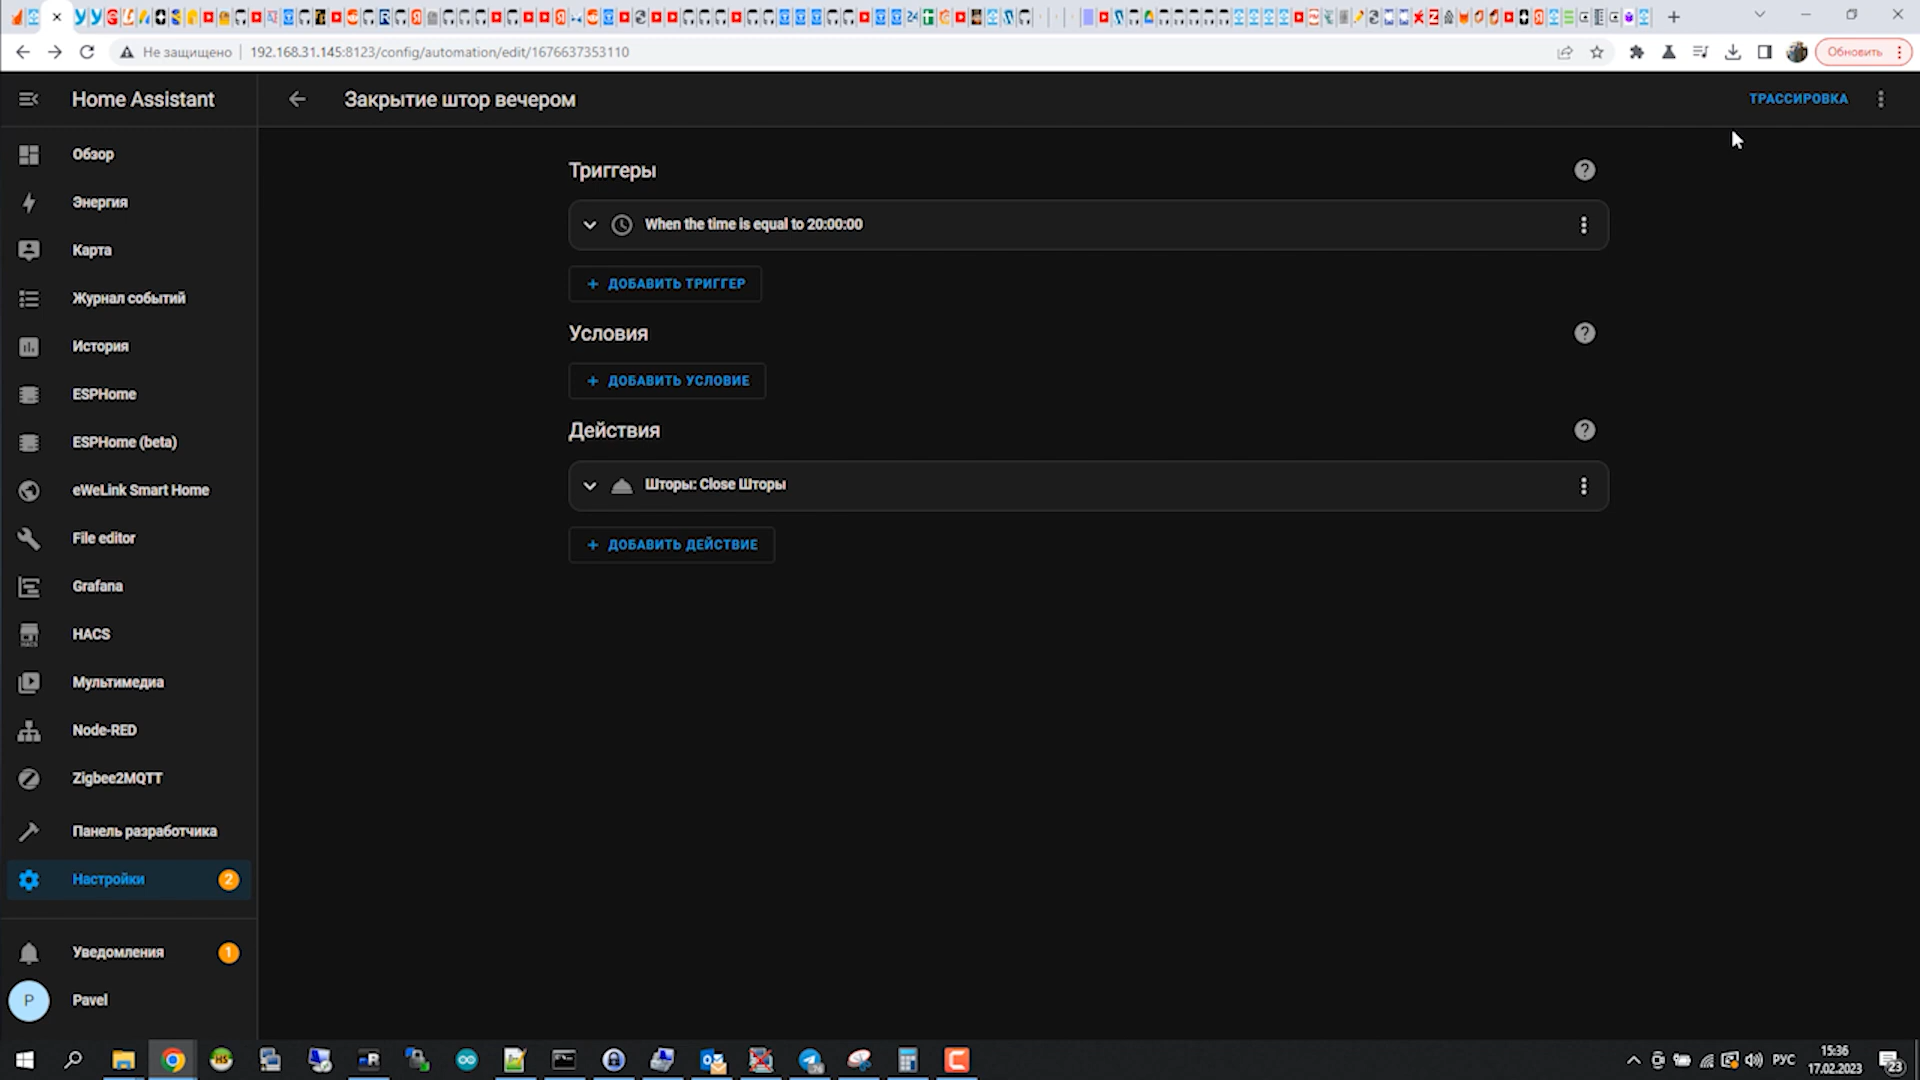 Не защищено
192.168.31.145:8123/config/automation/edit/1676637353110
Обновить
Home Assistant
Закрытие штор вечером
ТРАССИРОВКА
Обзор
Энергия
Карта
Журнал событий
История
ESPHome
ESPHome (beta)
eWeLink Smart Home
File editor
Grafana
HACS
Мультимедиа
Node-RED
Zigbee2MQTT
Панель разработчика
Настройки
2
Уведомления
1
P
Pavel
Триггеры
When the time is equal to 20:00:00
+ ДОБАВИТЬ ТРИГГЕР
Условия
+ ДОБАВИТЬ УСЛОВИЕ
Действия
Шторы: Close Шторы
+ ДОБАВИТЬ ДЕЙСТВИЕ
РУС
15:36
17.02.2023
23